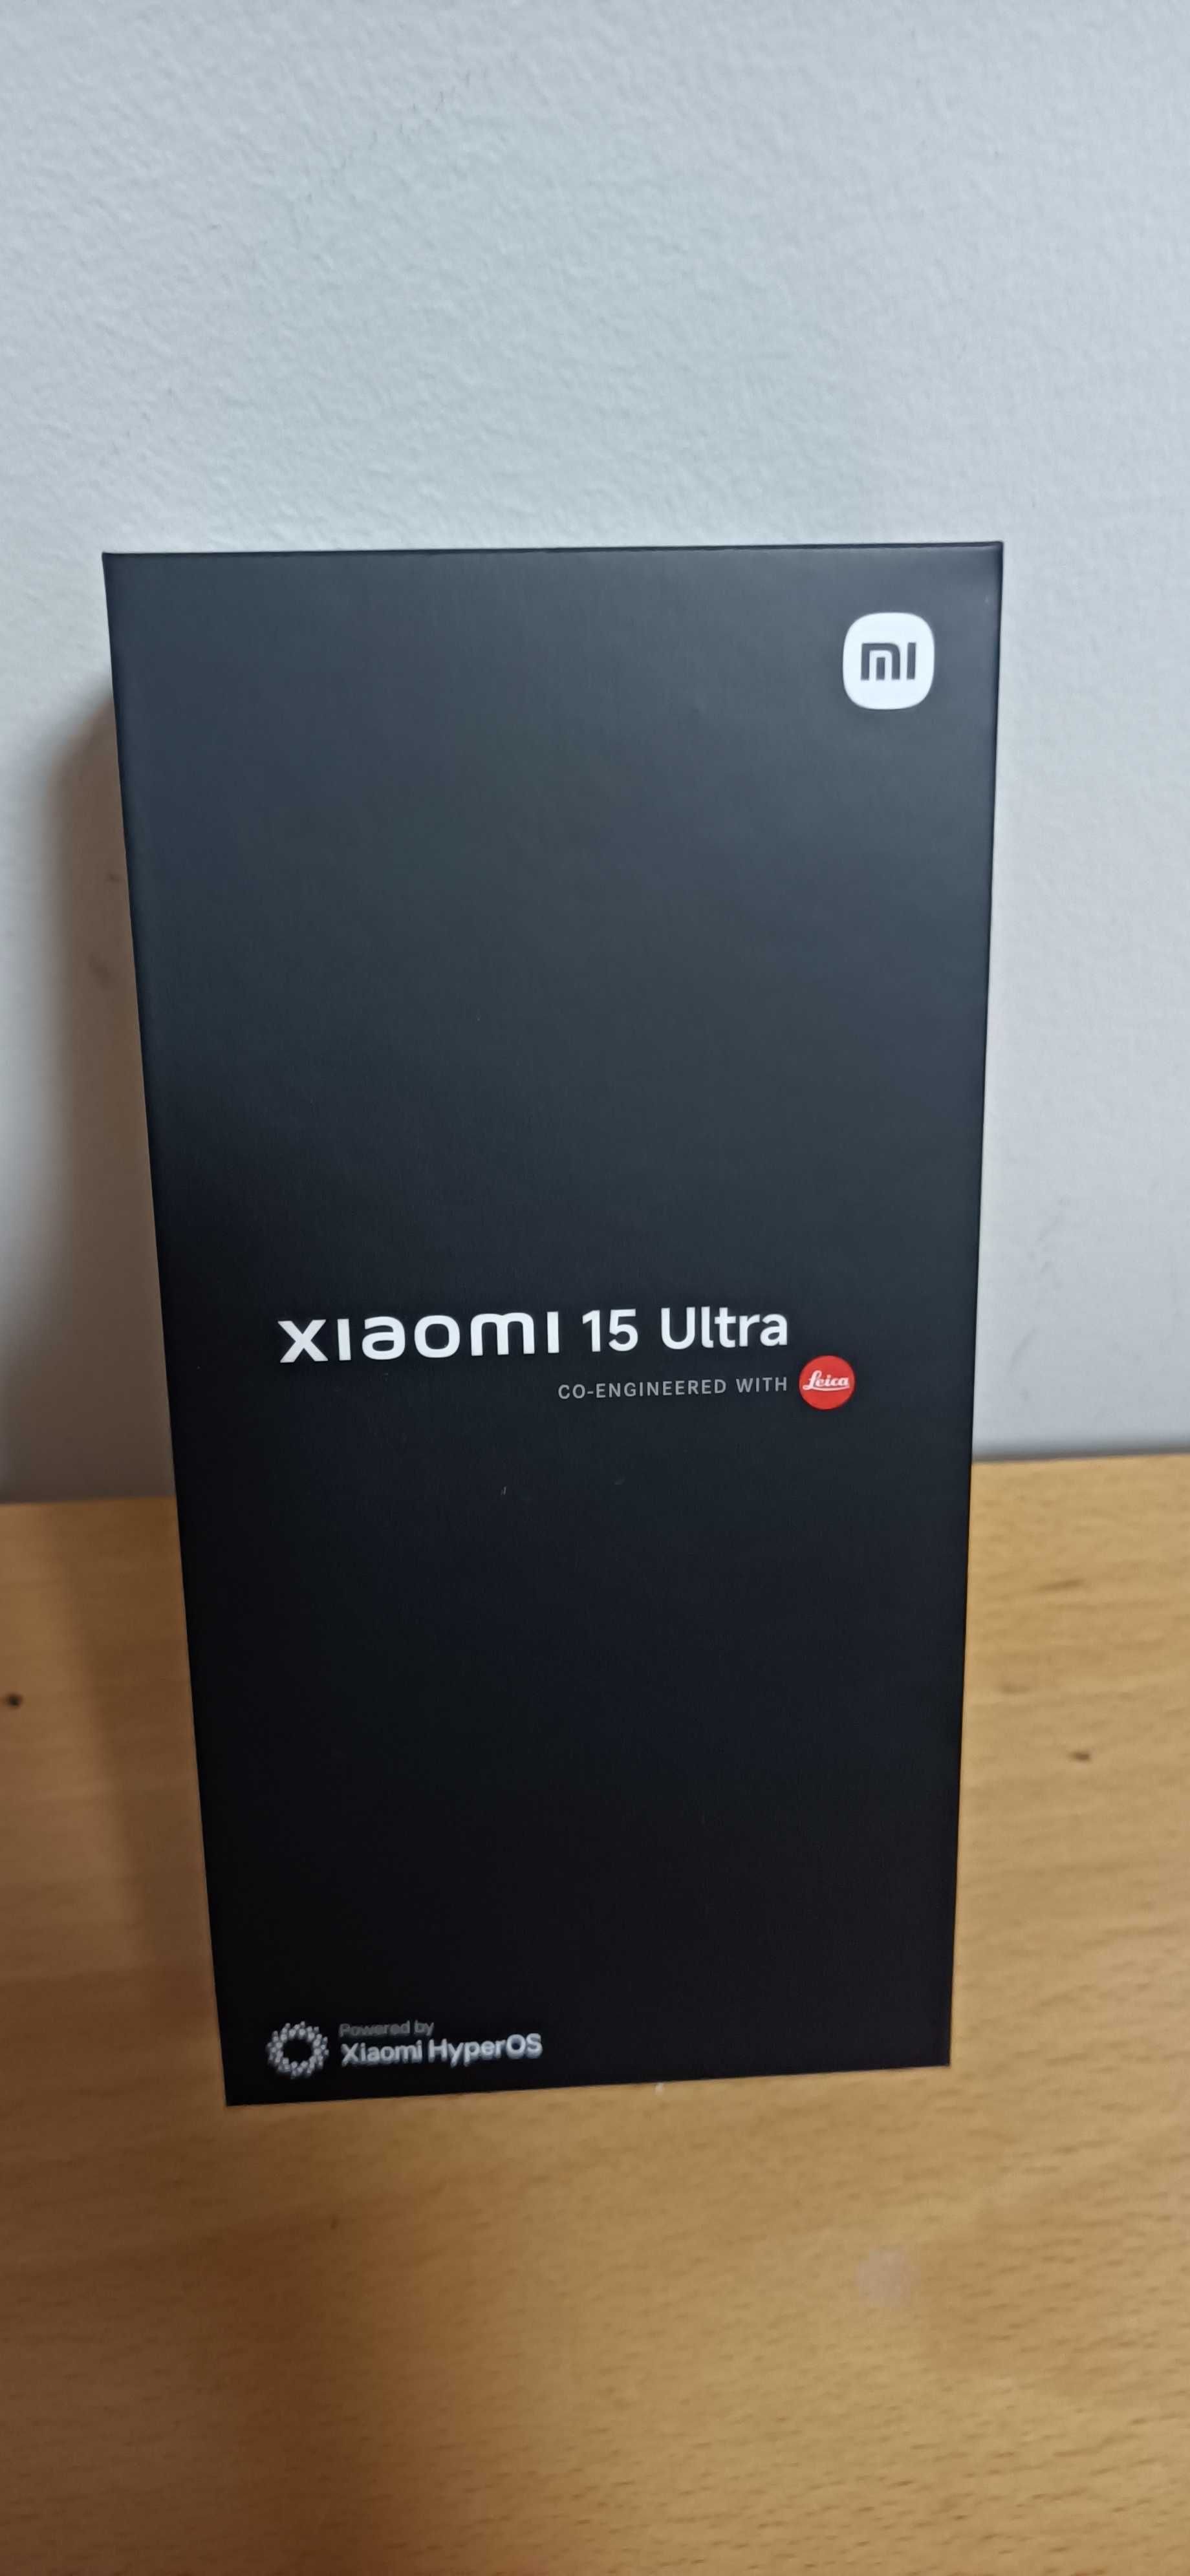 mi
xiaomi 15 Ultra
CO-ENGINEERED WITH Leica
Powered by
Xiaomi HyperOS